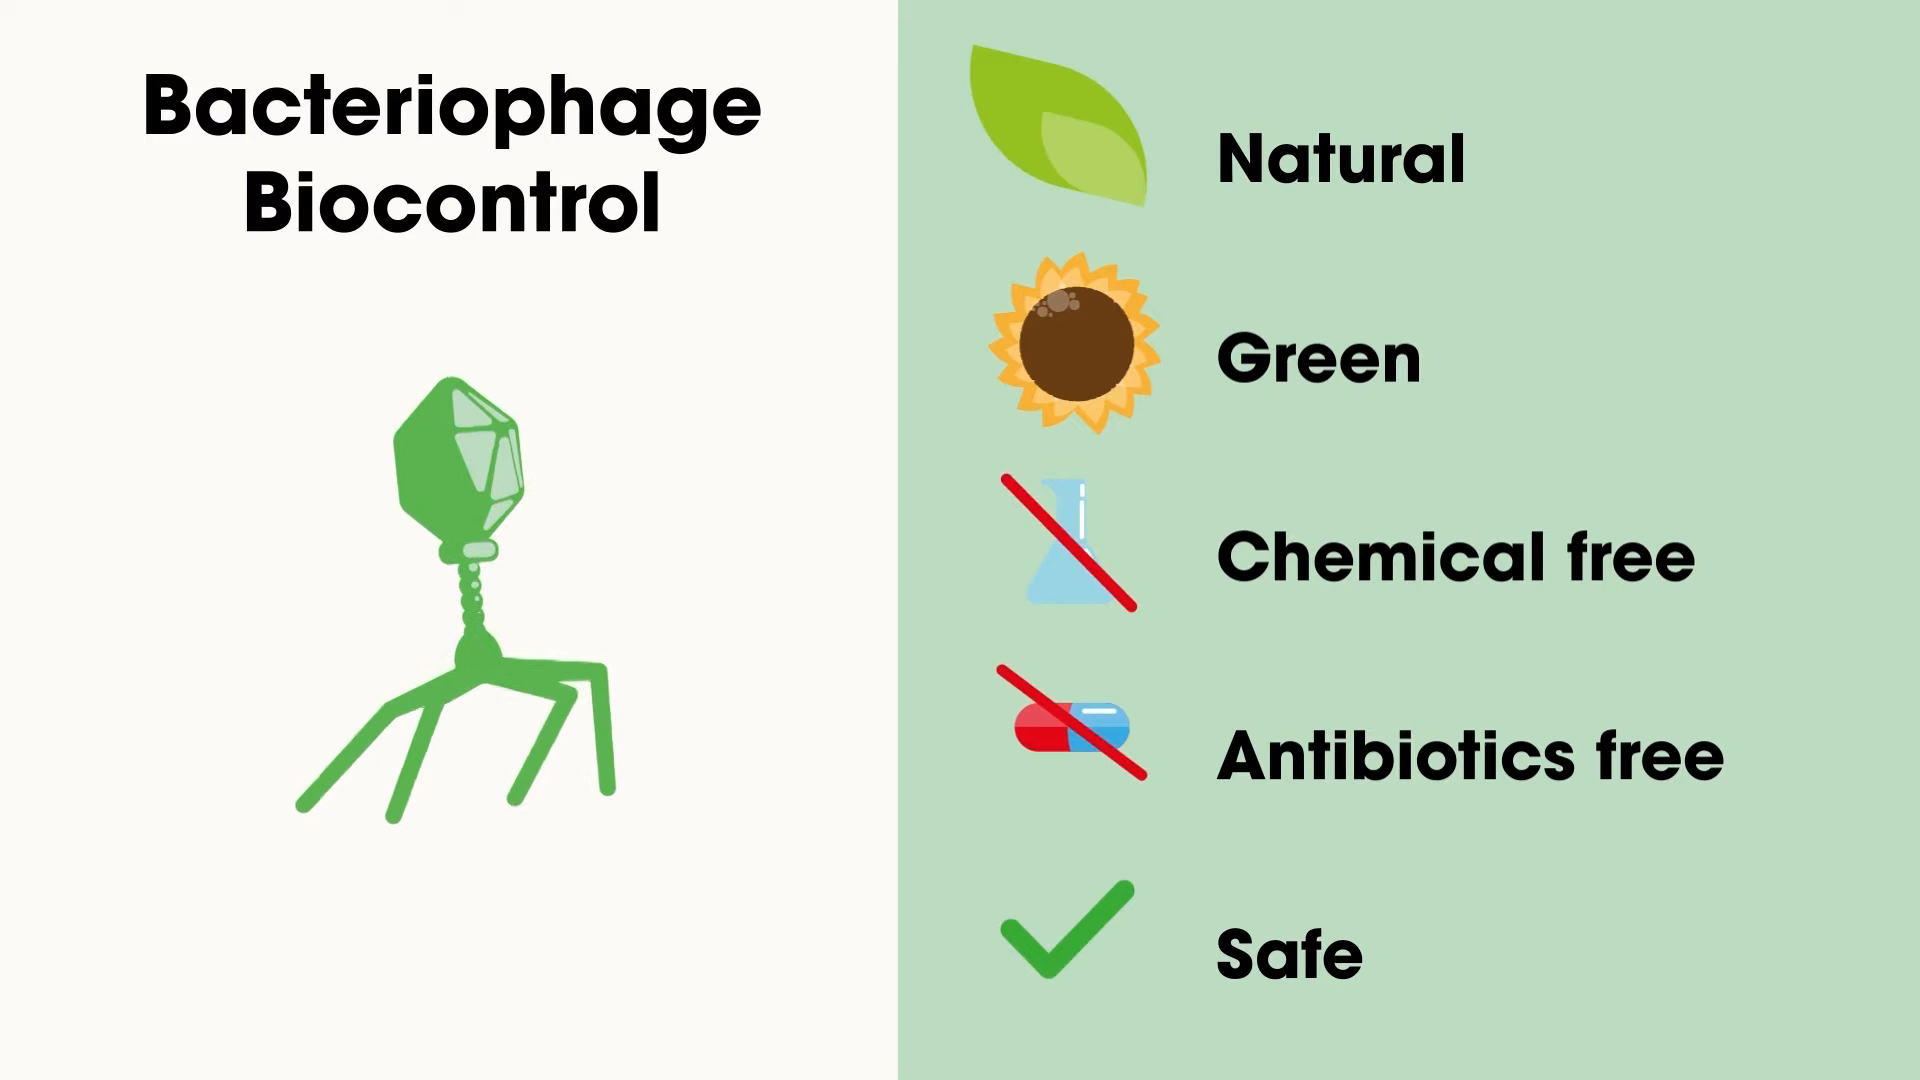 Bacteriophage
Biocontrol
Natural
Green
Chemical free
Antibiotics free
Safe